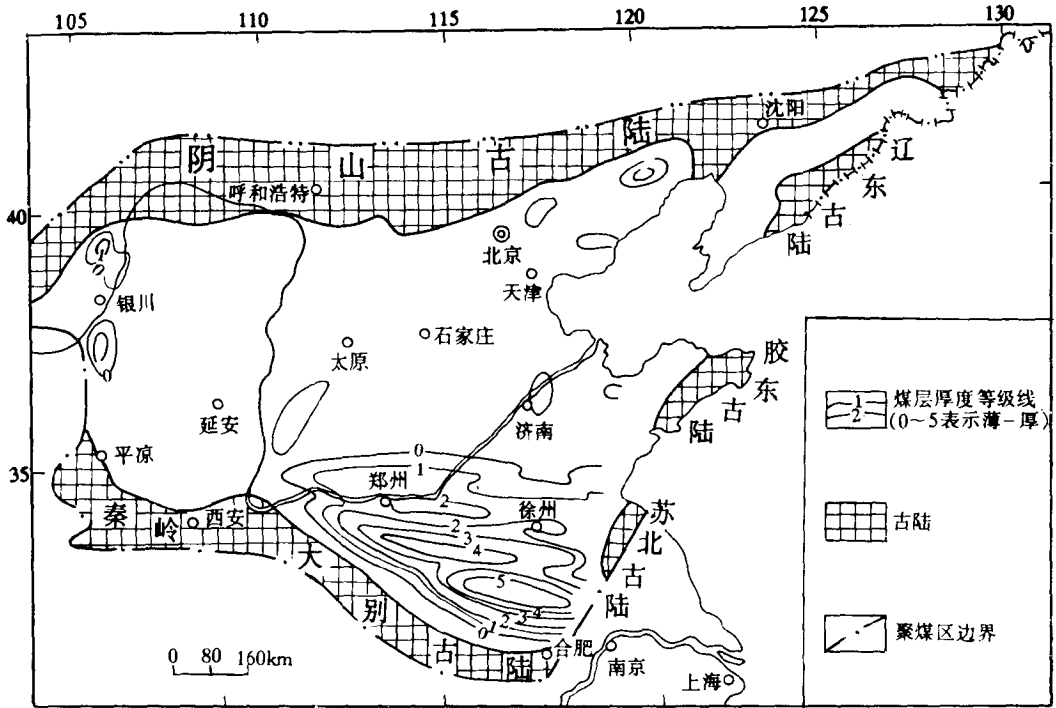 105 110 115 120 125 130
沈阳
阴山古陆
辽东古陆
呼和浩特
40
北京
1
0
天津
银川
石家庄
胶东古陆
太原
0
1 煤层厚度等级线
2 (0~5表示薄-厚)
延安
济南
平凉
0
35
1
郑州
2
徐州
苏北古陆
古陆
秦岭大别古陆
西安
2
3
4
5
0 1 2 3 4
聚煤区边界
合肥
0 80 160km
南京
上海